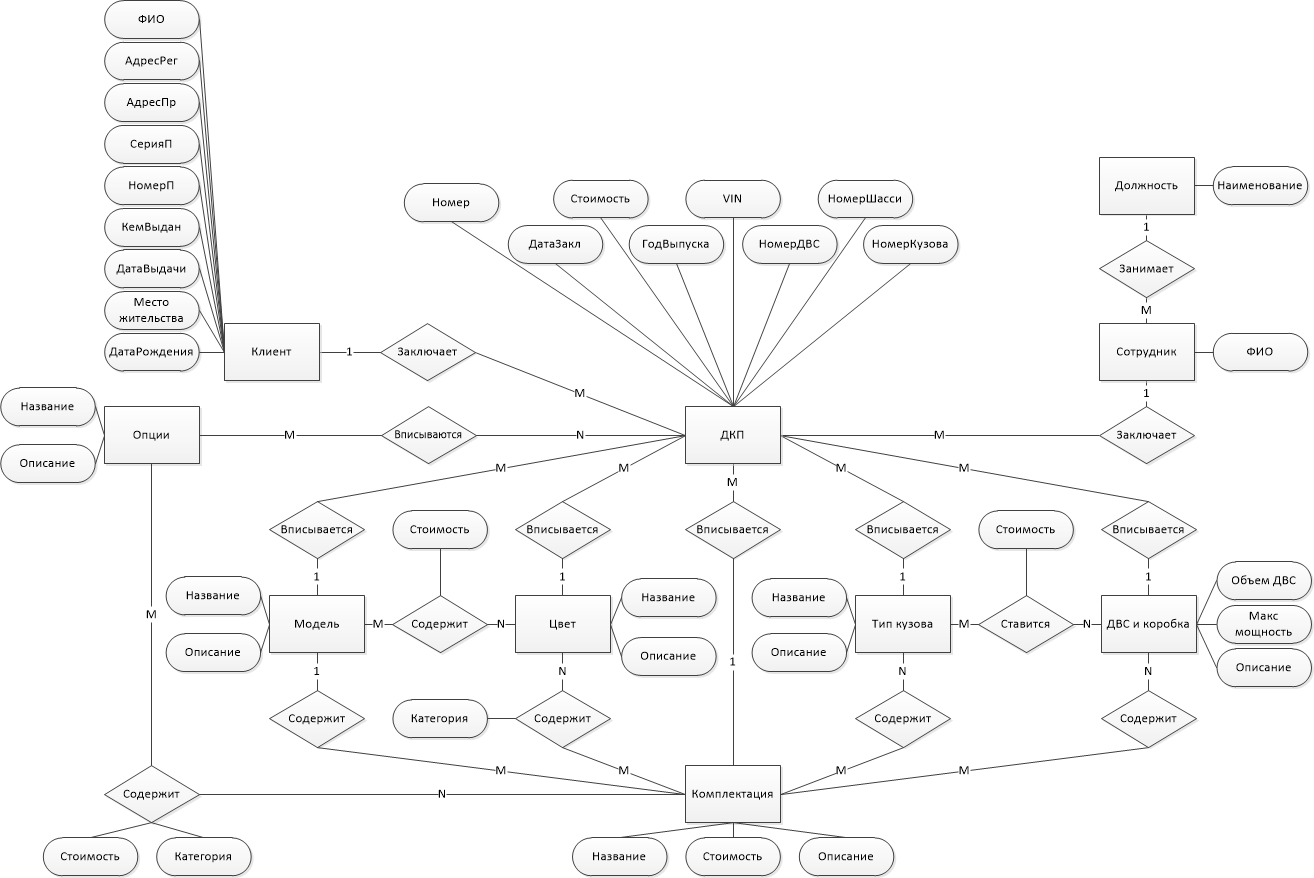 ФИО
АдресРег
АдресПр
СерияП
НомерП
КемВыдан
ДатаВыдачи
Место
жительства
ДатаРождения
Клиент
1
Заключает
M
Номер
Стоимость
VIN
НомерШасси
ДатаЗакл
ГодВыпуска
НомерДВС
НомерКузова
Должность
Наименование
1
Занимает
M
Сотрудник
ФИО
1
Заключает
M
ДКП
Название
Описание
Опции
M
Вписываются
N
M
M
M
M
M
Вписывается
Стоимость
Вписывается
Вписывается
Вписывается
Стоимость
Вписывается
1
1
1
1
Название
Описание
Модель
M
Содержит
N
Цвет
Название
Описание
1
Название
Описание
Тип кузова
M
Ставится
N
ДВС и коробка
Объем ДВС
Макс
мощность
Описание
M
1
N
N
N
Содержит
Категория
Содержит
Содержит
Содержит
M
M
M
M
Содержит
N
Комплектация
Стоимость
Категория
Название
Стоимость
Описание